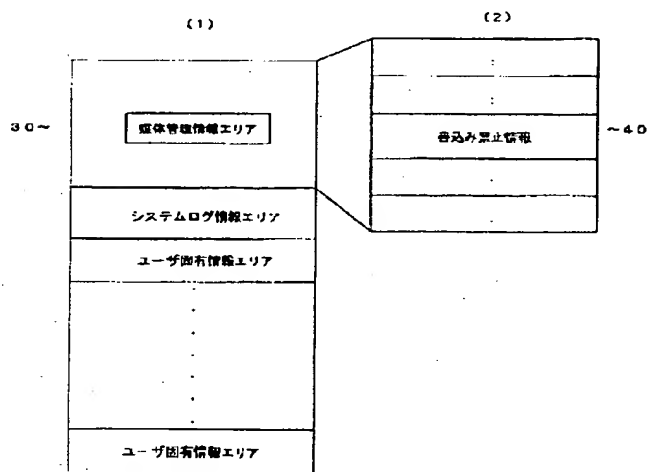 (1)
(2)
30～
媒体管理情報エリア
書込み禁止情報
～40
システムログ情報エリア
ユーザ固有情報エリア
ユーザ固有情報エリア